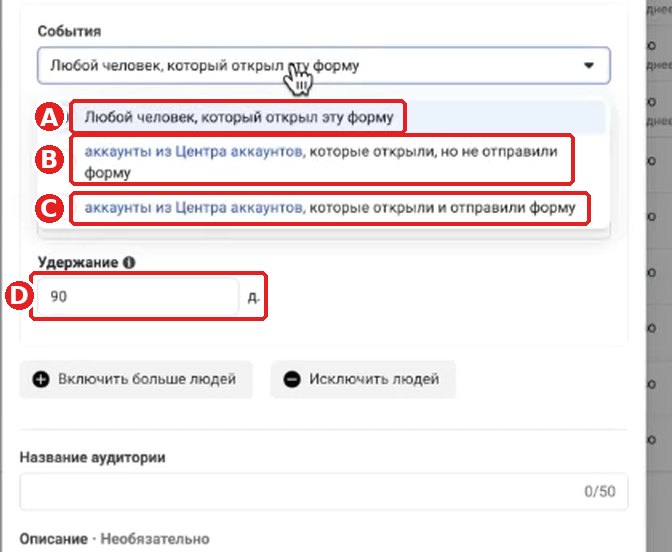 События
Любой человек, который открыл эту форму
A
Любой человек, который открыл эту форму
B
аккаунты из Центра аккаунтов, которые открыли, но не отправили
форму
C
аккаунты из Центра аккаунтов, которые открыли и отправили форму
Удержание
D
90 д.
Включить больше людей
Исключить людей
Название аудитории
0/50
Описание · Необязательно